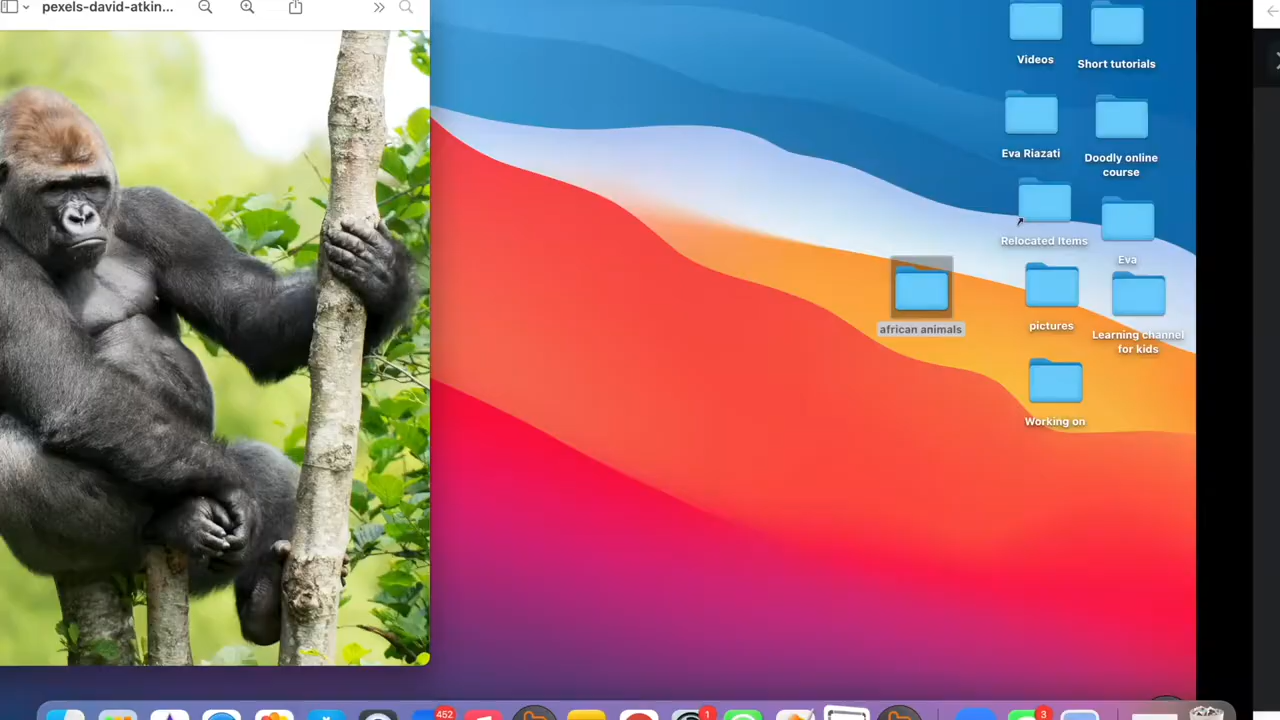 pexels-david-atkin...
Videos
Short tutorials
Eva Riazati
Doodly online
course
Relocated Items
Eva
african animals
pictures
Learning channel
for kids
Working on
452
1
3